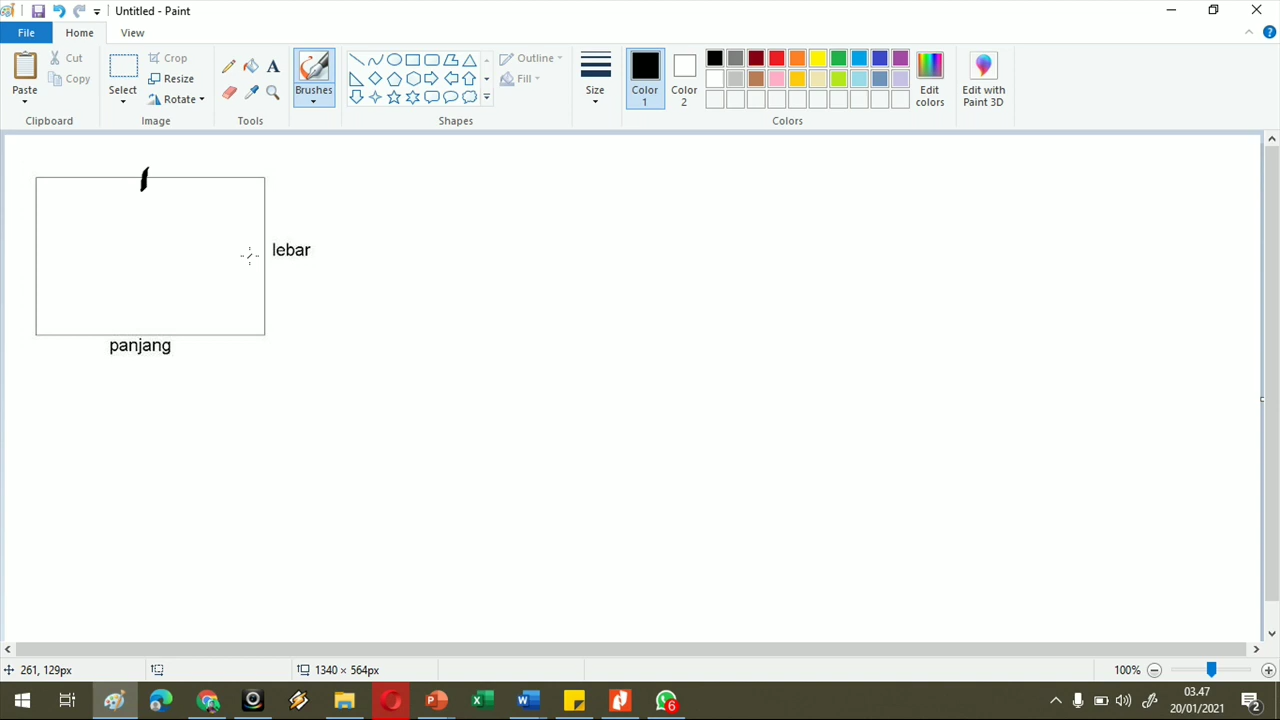 Untitled - Paint
File
Home
View
Paste
Cut
Copy
Clipboard
Select
Crop
Resize
Rotate
Image
Tools
Brushes
Shapes
Outline
Fill
Size
Color 1
Color 2
Colors
Edit colors
Edit with Paint 3D
lebar
panjang
261, 129px
1340 × 564px
100%
6
03.47
20/01/2021
2